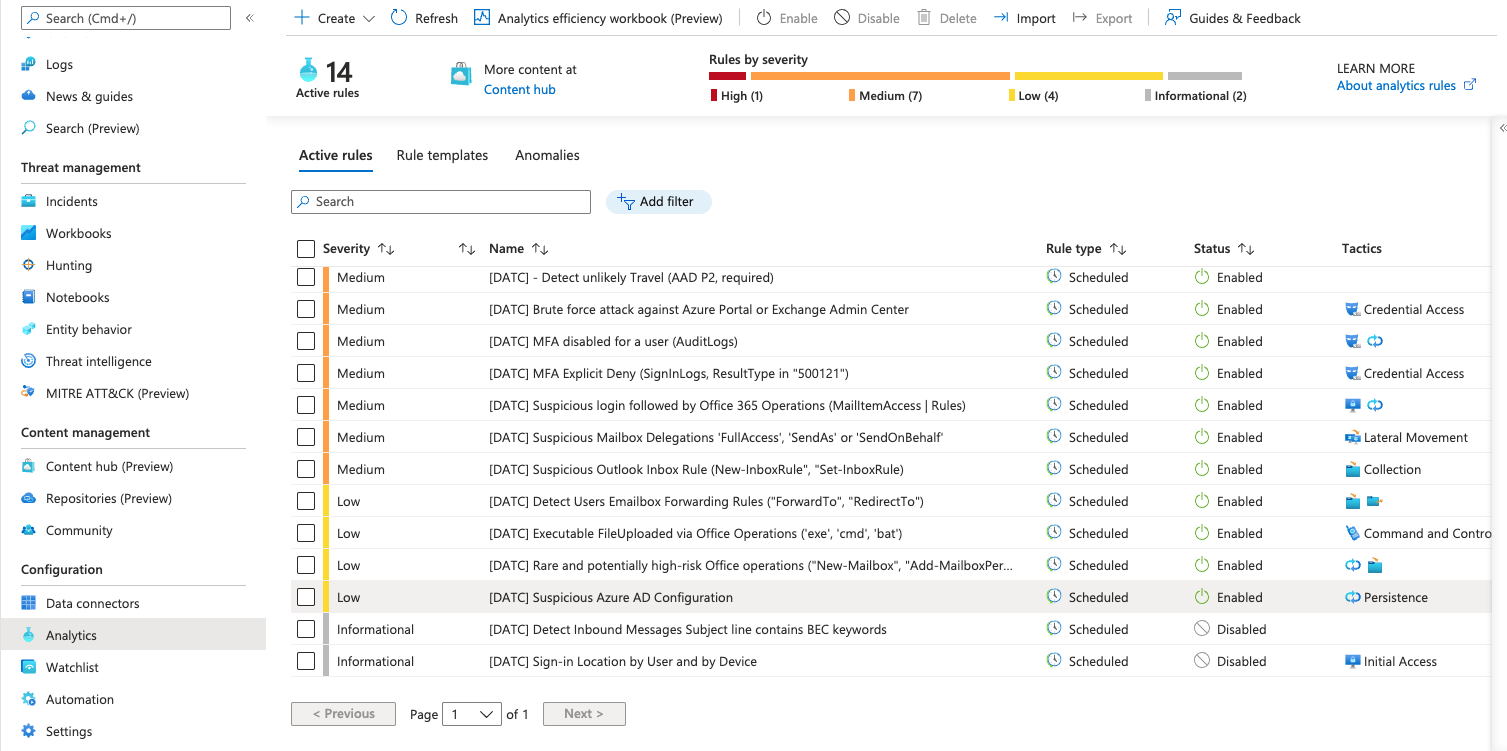 Search (Cmd+/)
«
Create
Refresh
Analytics efficiency workbook (Preview)
Enable
Disable
Delete
Import
Export
Guides & Feedback
Logs
News & guides
Search (Preview)
Threat management
Incidents
Workbooks
Hunting
Notebooks
Entity behavior
Threat intelligence
MITRE ATT&CK (Preview)
Content management
Content hub (Preview)
Repositories (Preview)
Community
Configuration
Data connectors
Analytics
Watchlist
Automation
Settings
14
Active rules
More content at
Content hub
Rules by severity
High (1)
Medium (7)
Low (4)
Informational (2)
LEARN MORE
About analytics rules
«
Active rules
Rule templates
Anomalies
Search
Add filter
Severity ↑↓ ↑↓ Name ↑↓ Rule type ↑↓ Status ↑↓ Tactics
Medium [DATC] - Detect unlikely Travel (AAD P2, required) Scheduled Enabled
Medium [DATC] Brute force attack against Azure Portal or Exchange Admin Center Scheduled Enabled Credential Access
Medium [DATC] MFA disabled for a user (AuditLogs) Scheduled Enabled
Medium [DATC] MFA Explicit Deny (SignInLogs, ResultType in "500121") Scheduled Enabled Credential Access
Medium [DATC] Suspicious login followed by Office 365 Operations (MailItemAccess | Rules) Scheduled Enabled
Medium [DATC] Suspicious Mailbox Delegations 'FullAccess', 'SendAs' or 'SendOnBehalf' Scheduled Enabled Lateral Movement
Medium [DATC] Suspicious Outlook Inbox Rule (New-InboxRule", "Set-InboxRule) Scheduled Enabled Collection
Low [DATC] Detect Users Emailbox Forwarding Rules ("ForwardTo", "RedirectTo") Scheduled Enabled
Low [DATC] Executable FileUploaded via Office Operations ('exe', 'cmd', 'bat') Scheduled Enabled Command and Contro
Low [DATC] Rare and potentially high-risk Office operations ("New-Mailbox", "Add-MailboxPer... Scheduled Enabled
Low [DATC] Suspicious Azure AD Configuration Scheduled Enabled Persistence
Informational [DATC] Detect Inbound Messages Subject line contains BEC keywords Scheduled Disabled
Informational [DATC] Sign-in Location by User and by Device Scheduled Disabled Initial Access
< Previous Page 1 of 1 Next >